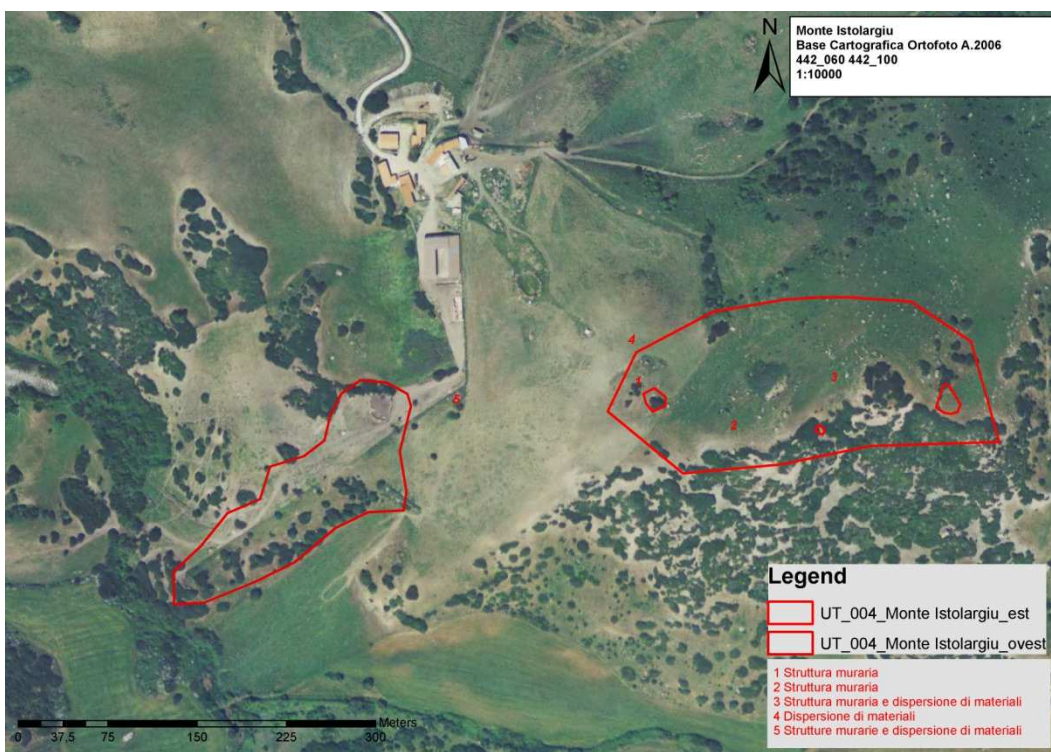 N
Monte Istolargiu
Base Cartografica Ortofoto A.2006
442_060 442_100
1:10000
4
1
3
2
5
Legend
UT_004_Monte Istolargiu_est
UT_004_Monte Istolargiu_ovest
1 Struttura muraria
2 Struttura muraria
3 Struttura muraria e dispersione di materiali
4 Dispersione di materiali
5 Strutture murarie e dispersione di materiali
Meters
0 37,5 75 150 225 300